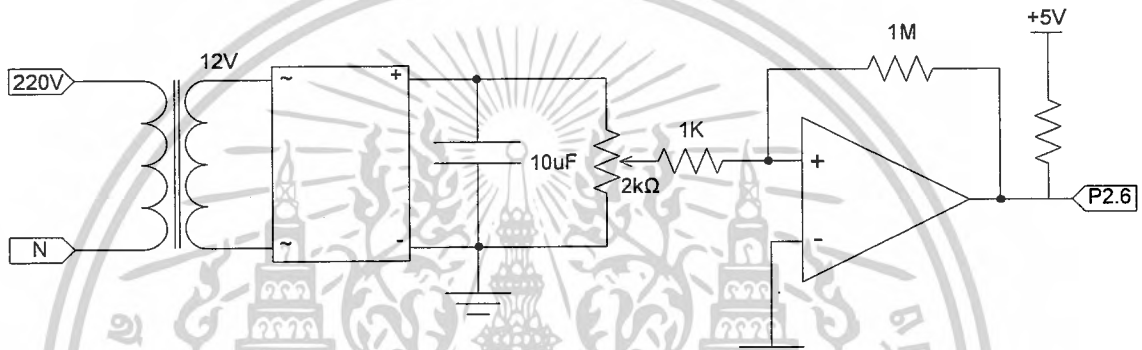 220V
12V
N
~
~
+
-
10uF
2kΩ
1K
1M
+
-
+5V
P2.6